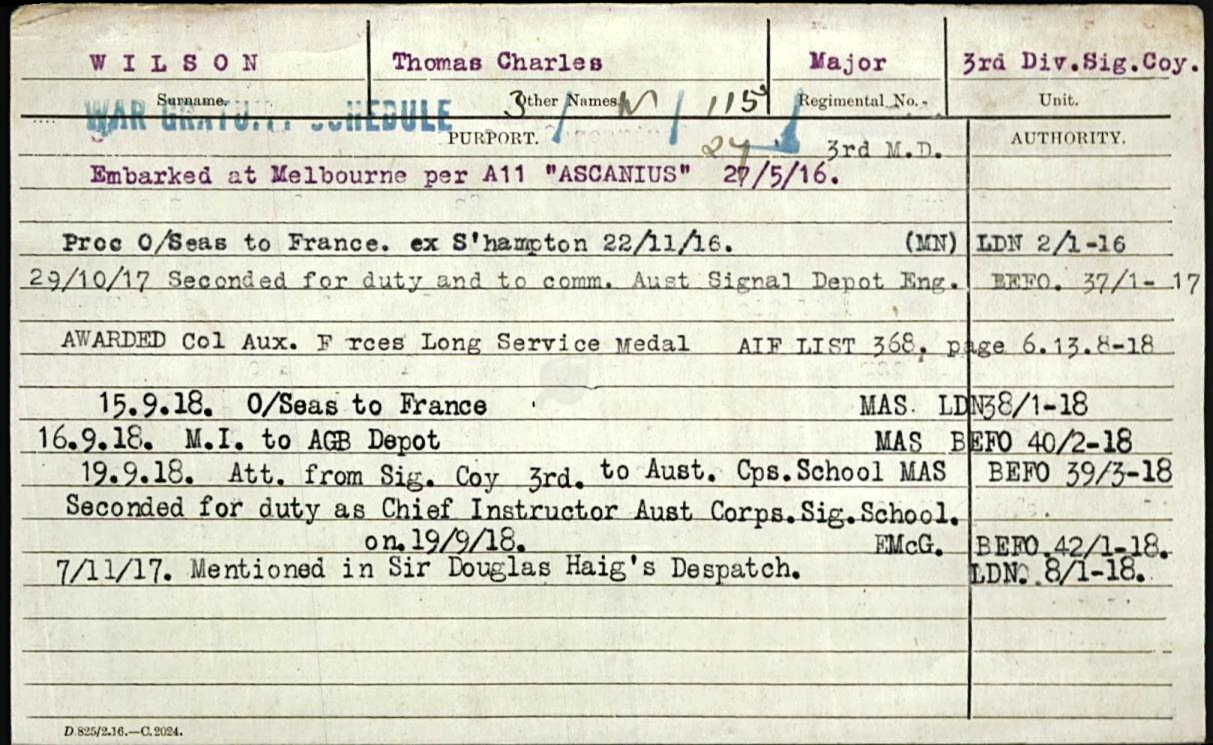 WILSON Thomas Charles Major 3rd Div.Sig.Coy.
Surname. Other Names. Regimental No. Unit.
WAR GRATUITY SCHEDULE 3 N 1159
PURPORT. AUTHORITY.
24 3rd M.D.
Embarked at Melbourne per A11 "ASCANIUS" 27/5/16.
Proc O/Seas to France. ex S'hampton 22/11/16. (MN) LDN 2/1-16
29/10/17 Seconded for duty and to comm. Aust Signal Depot Eng. BEFO. 37/1- 17
AWARDED Col Aux. F rces Long Service Medal AIF LIST 368, page 6.13.8-18
15.9.18. O/Seas to France MAS. LDN38/1-18
16.9.18. M.I. to AGB Depot MAS BEFO 40/2-18
19.9.18. Att. from Sig. Coy 3rd. to Aust. Cps.School MAS BEFO 39/3-18
Seconded for duty as Chief Instructor Aust Corps.Sig.School.
on.19/9/18. FMcG. BEFO.42/1-18.
7/11/17. Mentioned in Sir Douglas Haig's Despatch. LDN. 8/1-18.
D.825/2.16.—C.2024.